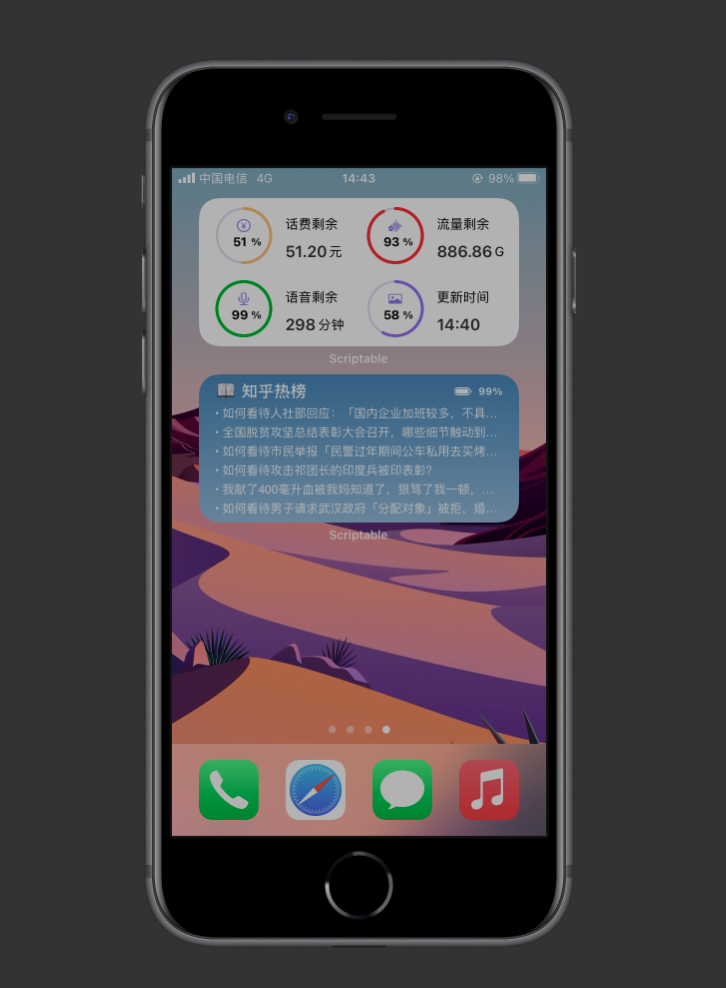 中国电信 4G 14:43 98%
¥
51 % 话费剩余 51.20 元
93 % 流量剩余 886.86 G
99 % 语音剩余 298 分钟
58 % 更新时间 14:40
Scriptable
知乎热榜 99%
• 如何看待人社部回应：「国内企业加班较多，不具...
• 全国脱贫攻坚总结表彰大会召开，哪些细节触动到...
• 如何看待市民举报「民警过年期间公车私用去买烤...
• 如何看待攻击祁团长的印度兵被印表彰?
• 我献了400毫升血被我妈知道了，狠骂了我一顿，...
• 如何看待男子请求武汉政府「分配对象」被拒，婚...
Scriptable